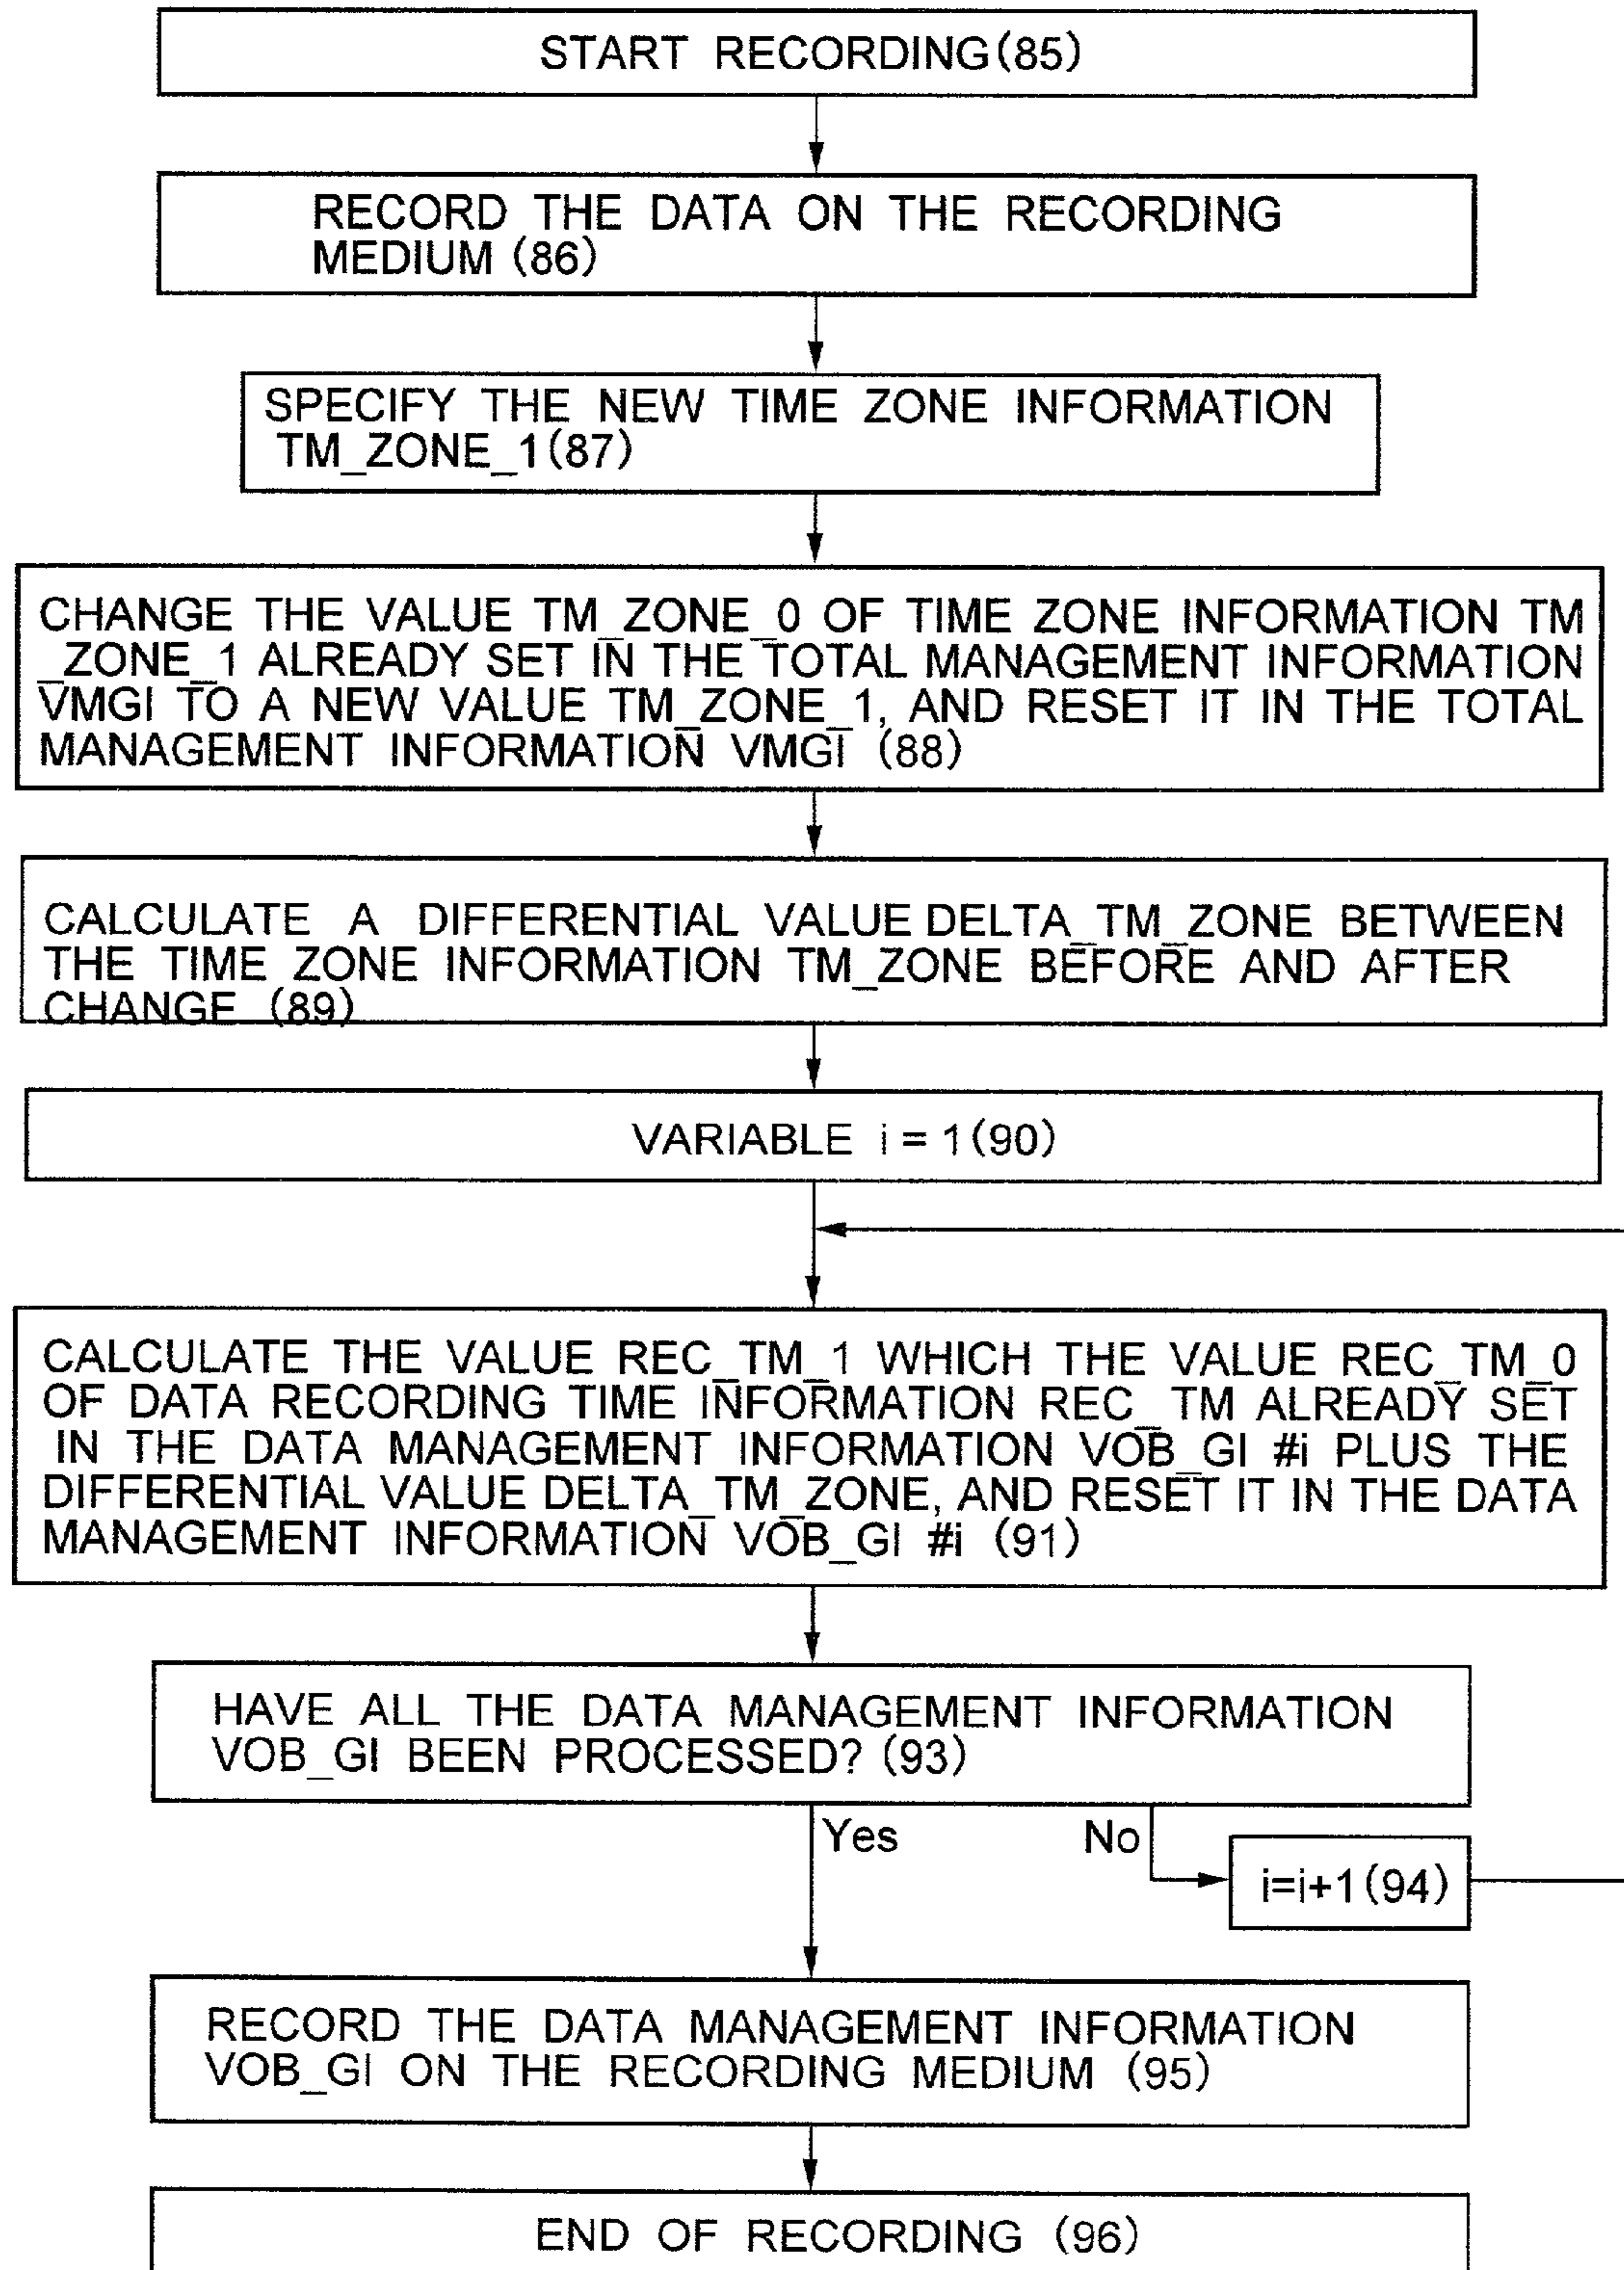 START RECORDING(85)
RECORD THE DATA ON THE RECORDING
MEDIUM (86)
SPECIFY THE NEW TIME ZONE INFORMATION
TM_ZONE_1(87)
CHANGE THE VALUE TM_ZONE_0 OF TIME ZONE INFORMATION TM
_ZONE_1 ALREADY SET IN THE TOTAL MANAGEMENT INFORMATION
VMGI TO A NEW VALUE TM_ZONE_1, AND RESET IT IN THE TOTAL
MANAGEMENT INFORMATION VMGI (88)
CALCULATE A DIFFERENTIAL VALUE DELTA_TM_ZONE BETWEEN
THE TIME ZONE INFORMATION TM_ZONE BEFORE AND AFTER
CHANGE (89)
VARIABLE i = 1(90)
CALCULATE THE VALUE REC_TM_1 WHICH THE VALUE REC_TM_0
OF DATA RECORDING TIME INFORMATION REC_TM ALREADY SET
IN THE DATA MANAGEMENT INFORMATION VOB_GI #i PLUS THE
DIFFERENTIAL VALUE DELTA_TM_ZONE, AND RESET IT IN THE DATA
MANAGEMENT INFORMATION VOB_GI #i (91)
HAVE ALL THE DATA MANAGEMENT INFORMATION
VOB_GI BEEN PROCESSED? (93)
Yes
No
i=i+1(94)
RECORD THE DATA MANAGEMENT INFORMATION
VOB_GI ON THE RECORDING MEDIUM (95)
END OF RECORDING (96)